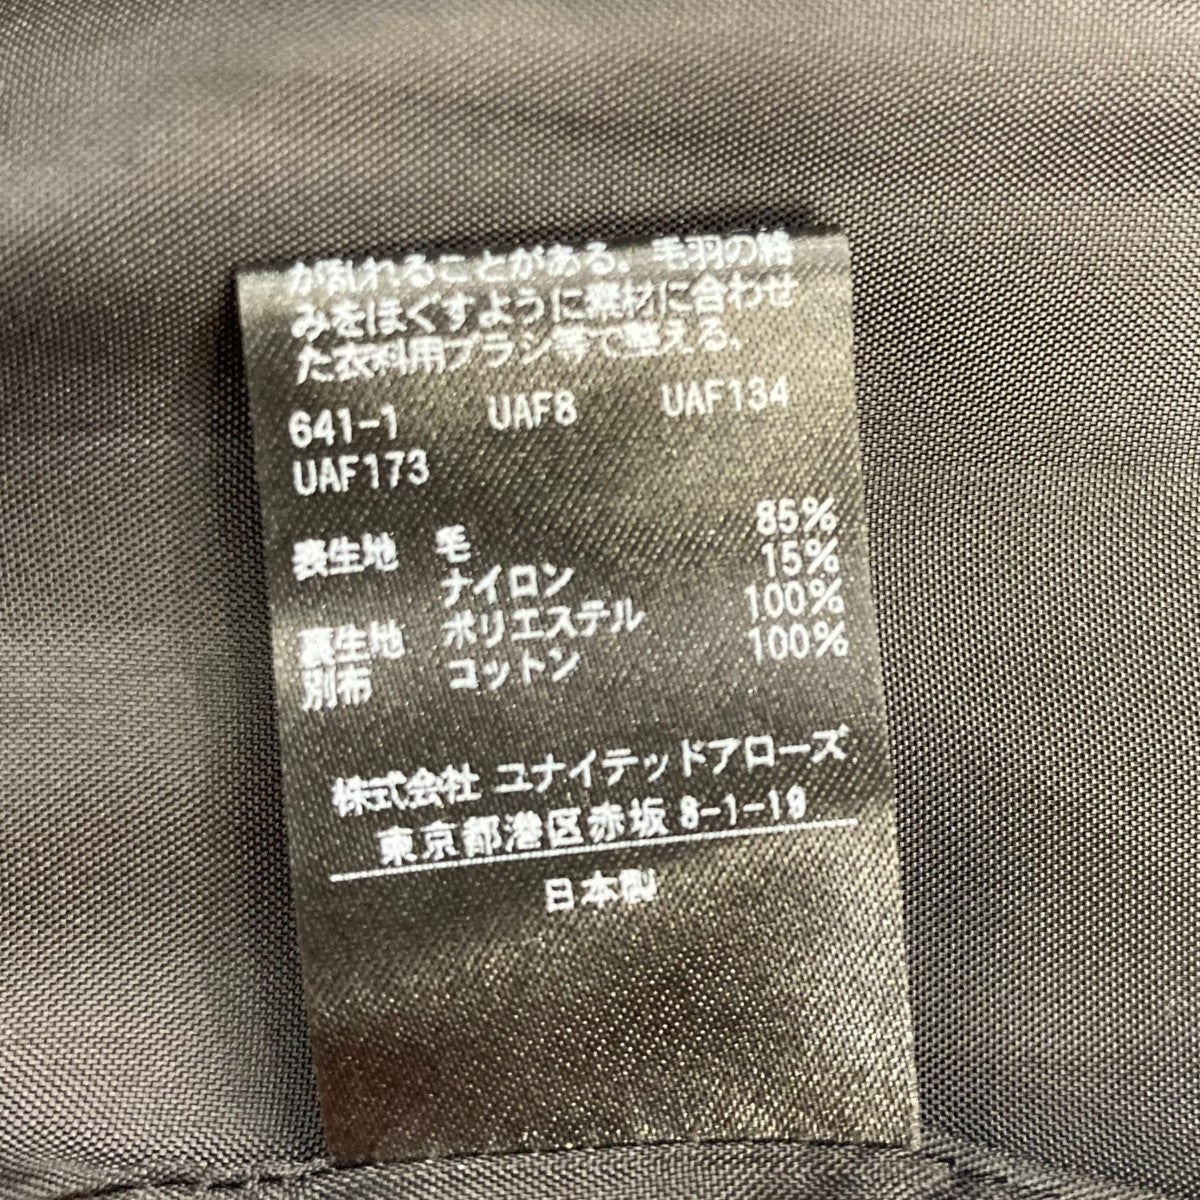 が乱れることがある。毛羽の絡
みをほぐすように素材に合わせ
た衣料用ブラシ等で整える。
641-1 UAF8 UAF134
UAF173
表生地 毛 85%
ナイロン 15%
裏生地 ポリエステル 100%
別布 コットン 100%
株式会社 ユナイテッドアローズ
東京都港区赤坂 8-1-19
日本製